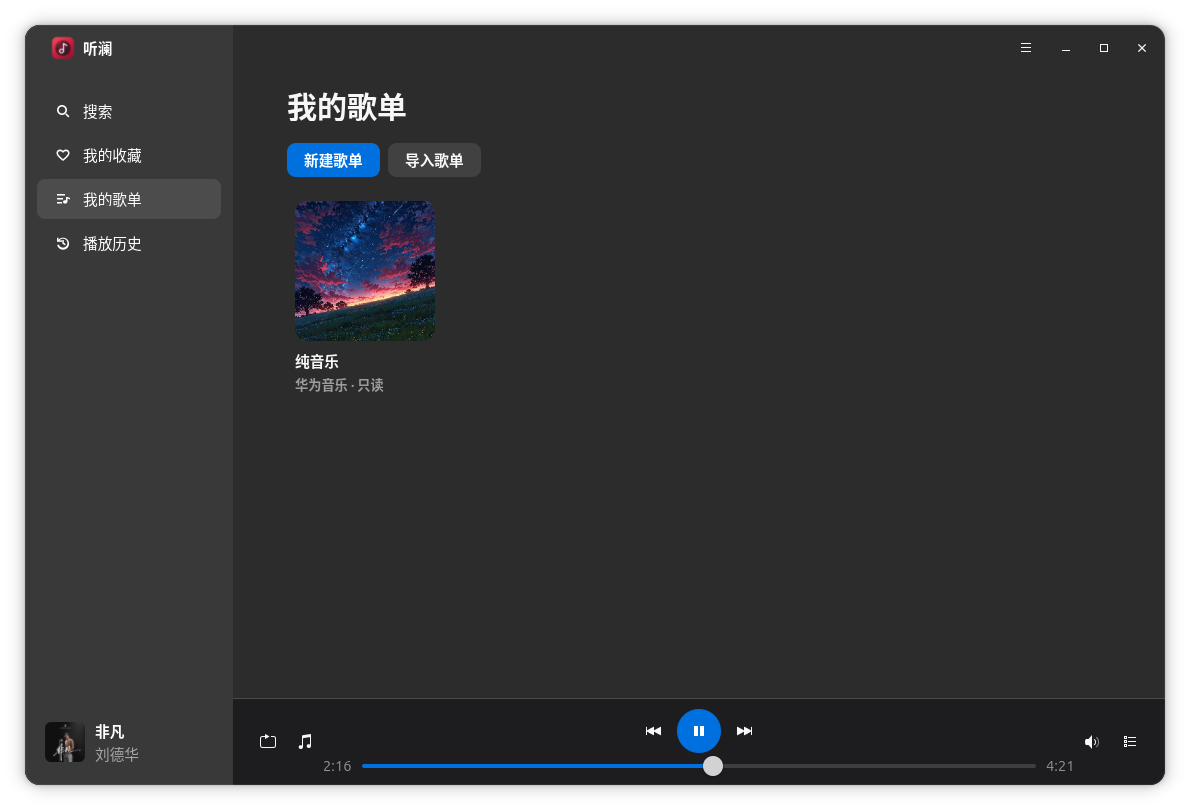 听澜
搜索
我的收藏
我的歌单
播放历史
我的歌单
新建歌单
导入歌单
纯音乐
华为音乐 · 只读
非凡
刘德华
2:16
4:21